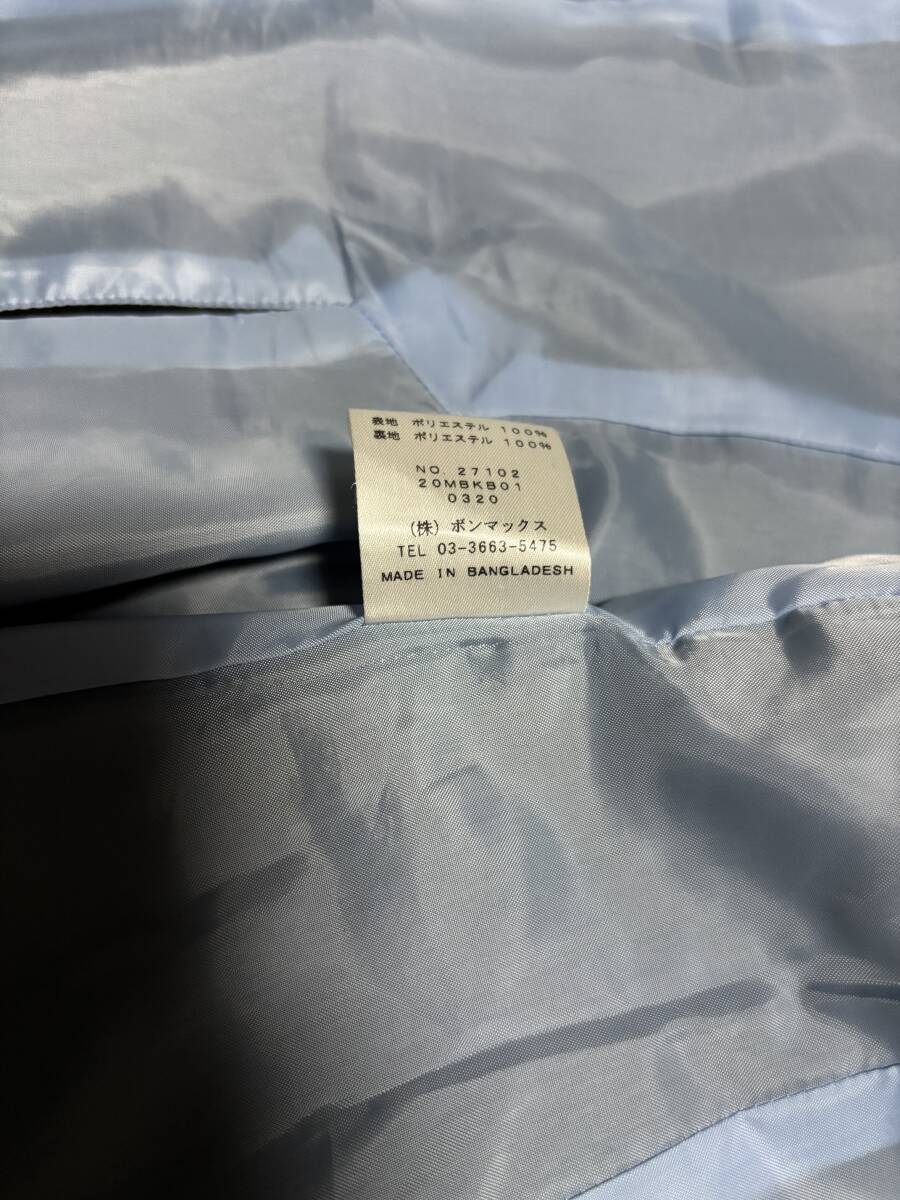 表地 ポリエステル 100%
裏地 ポリエステル 100%
NO. 27102
20MBKB01
0320
(株) ボンマックス
TEL 03-3663-5475
MADE IN BANGLADESH